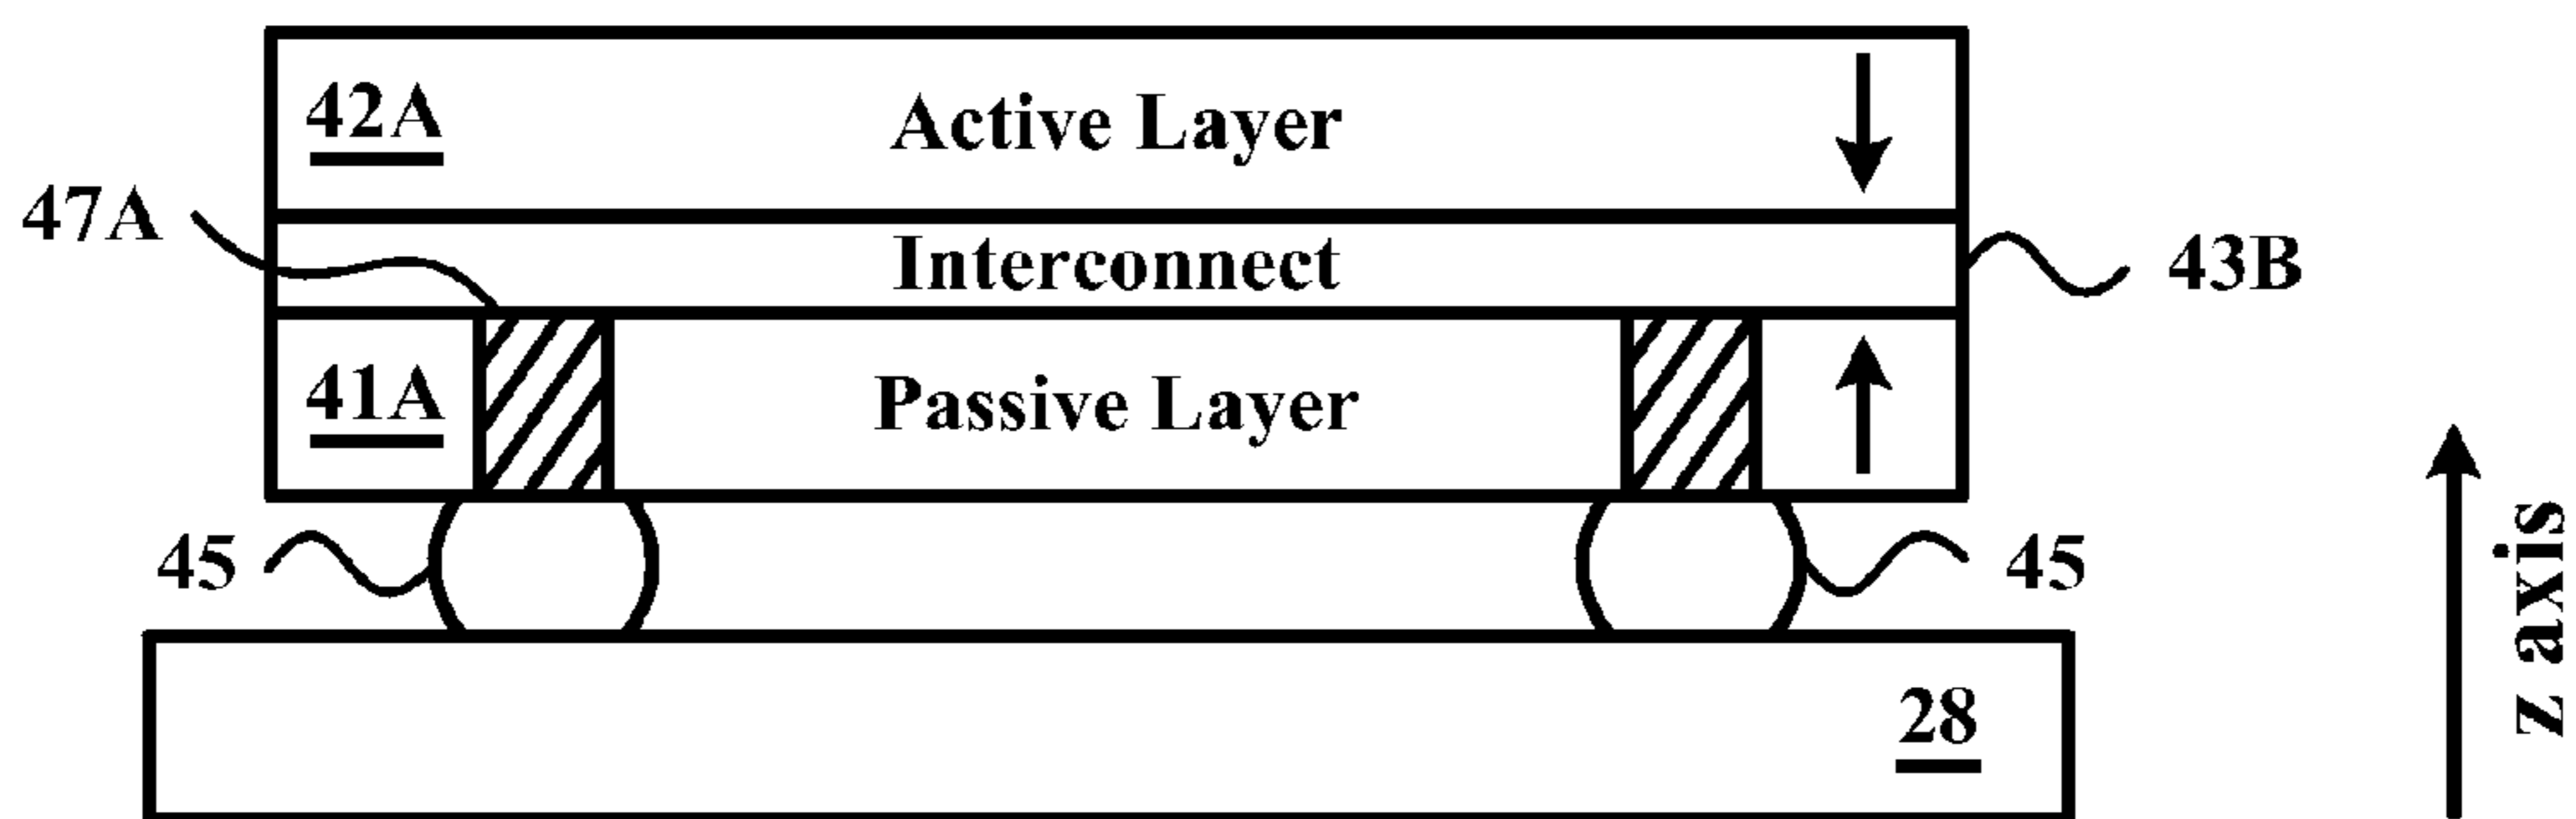 42A
Active Layer
47A
Interconnect
43B
41A
Passive Layer
45
45
28
z axis